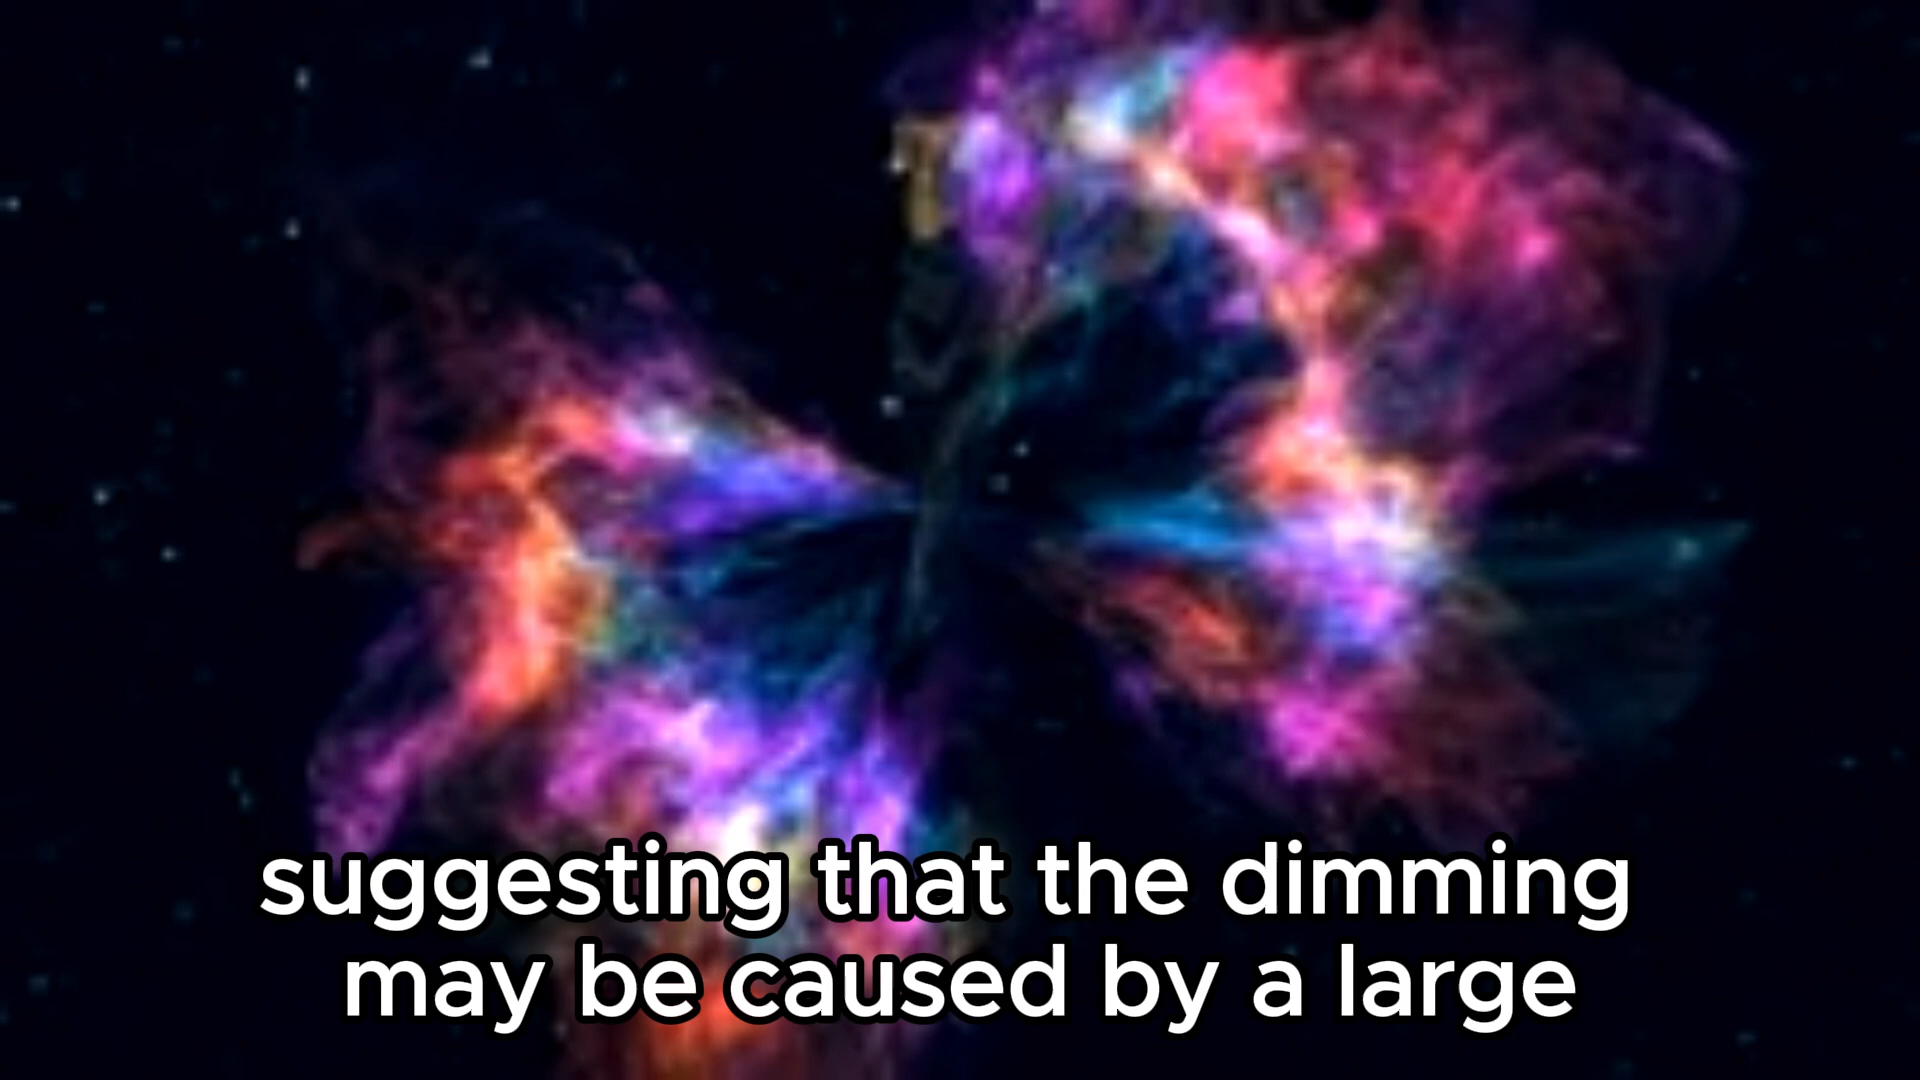 suggesting that the dimming
may be caused by a large